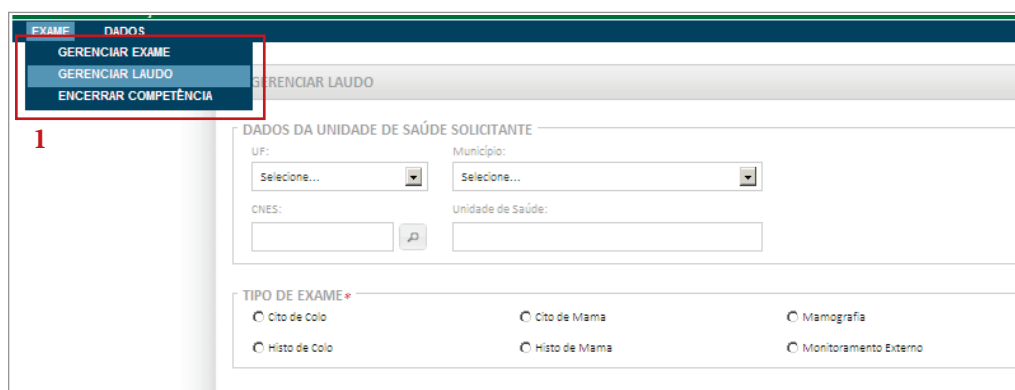 EXAME DADOS
GERENCIAR EXAME
GERENCIAR LAUDO
ENCERRAR COMPETÊNCIA
1
GERENCIAR LAUDO
DADOS DA UNIDADE DE SAÚDE SOLICITANTE
UF: Município:
Selecione... Selecione...
CNES: Unidade de Saúde:
TIPO DE EXAME*
Cito de Colo Cito de Mama Mamografia
Histo de Colo Histo de Mama Monitoramento Externo